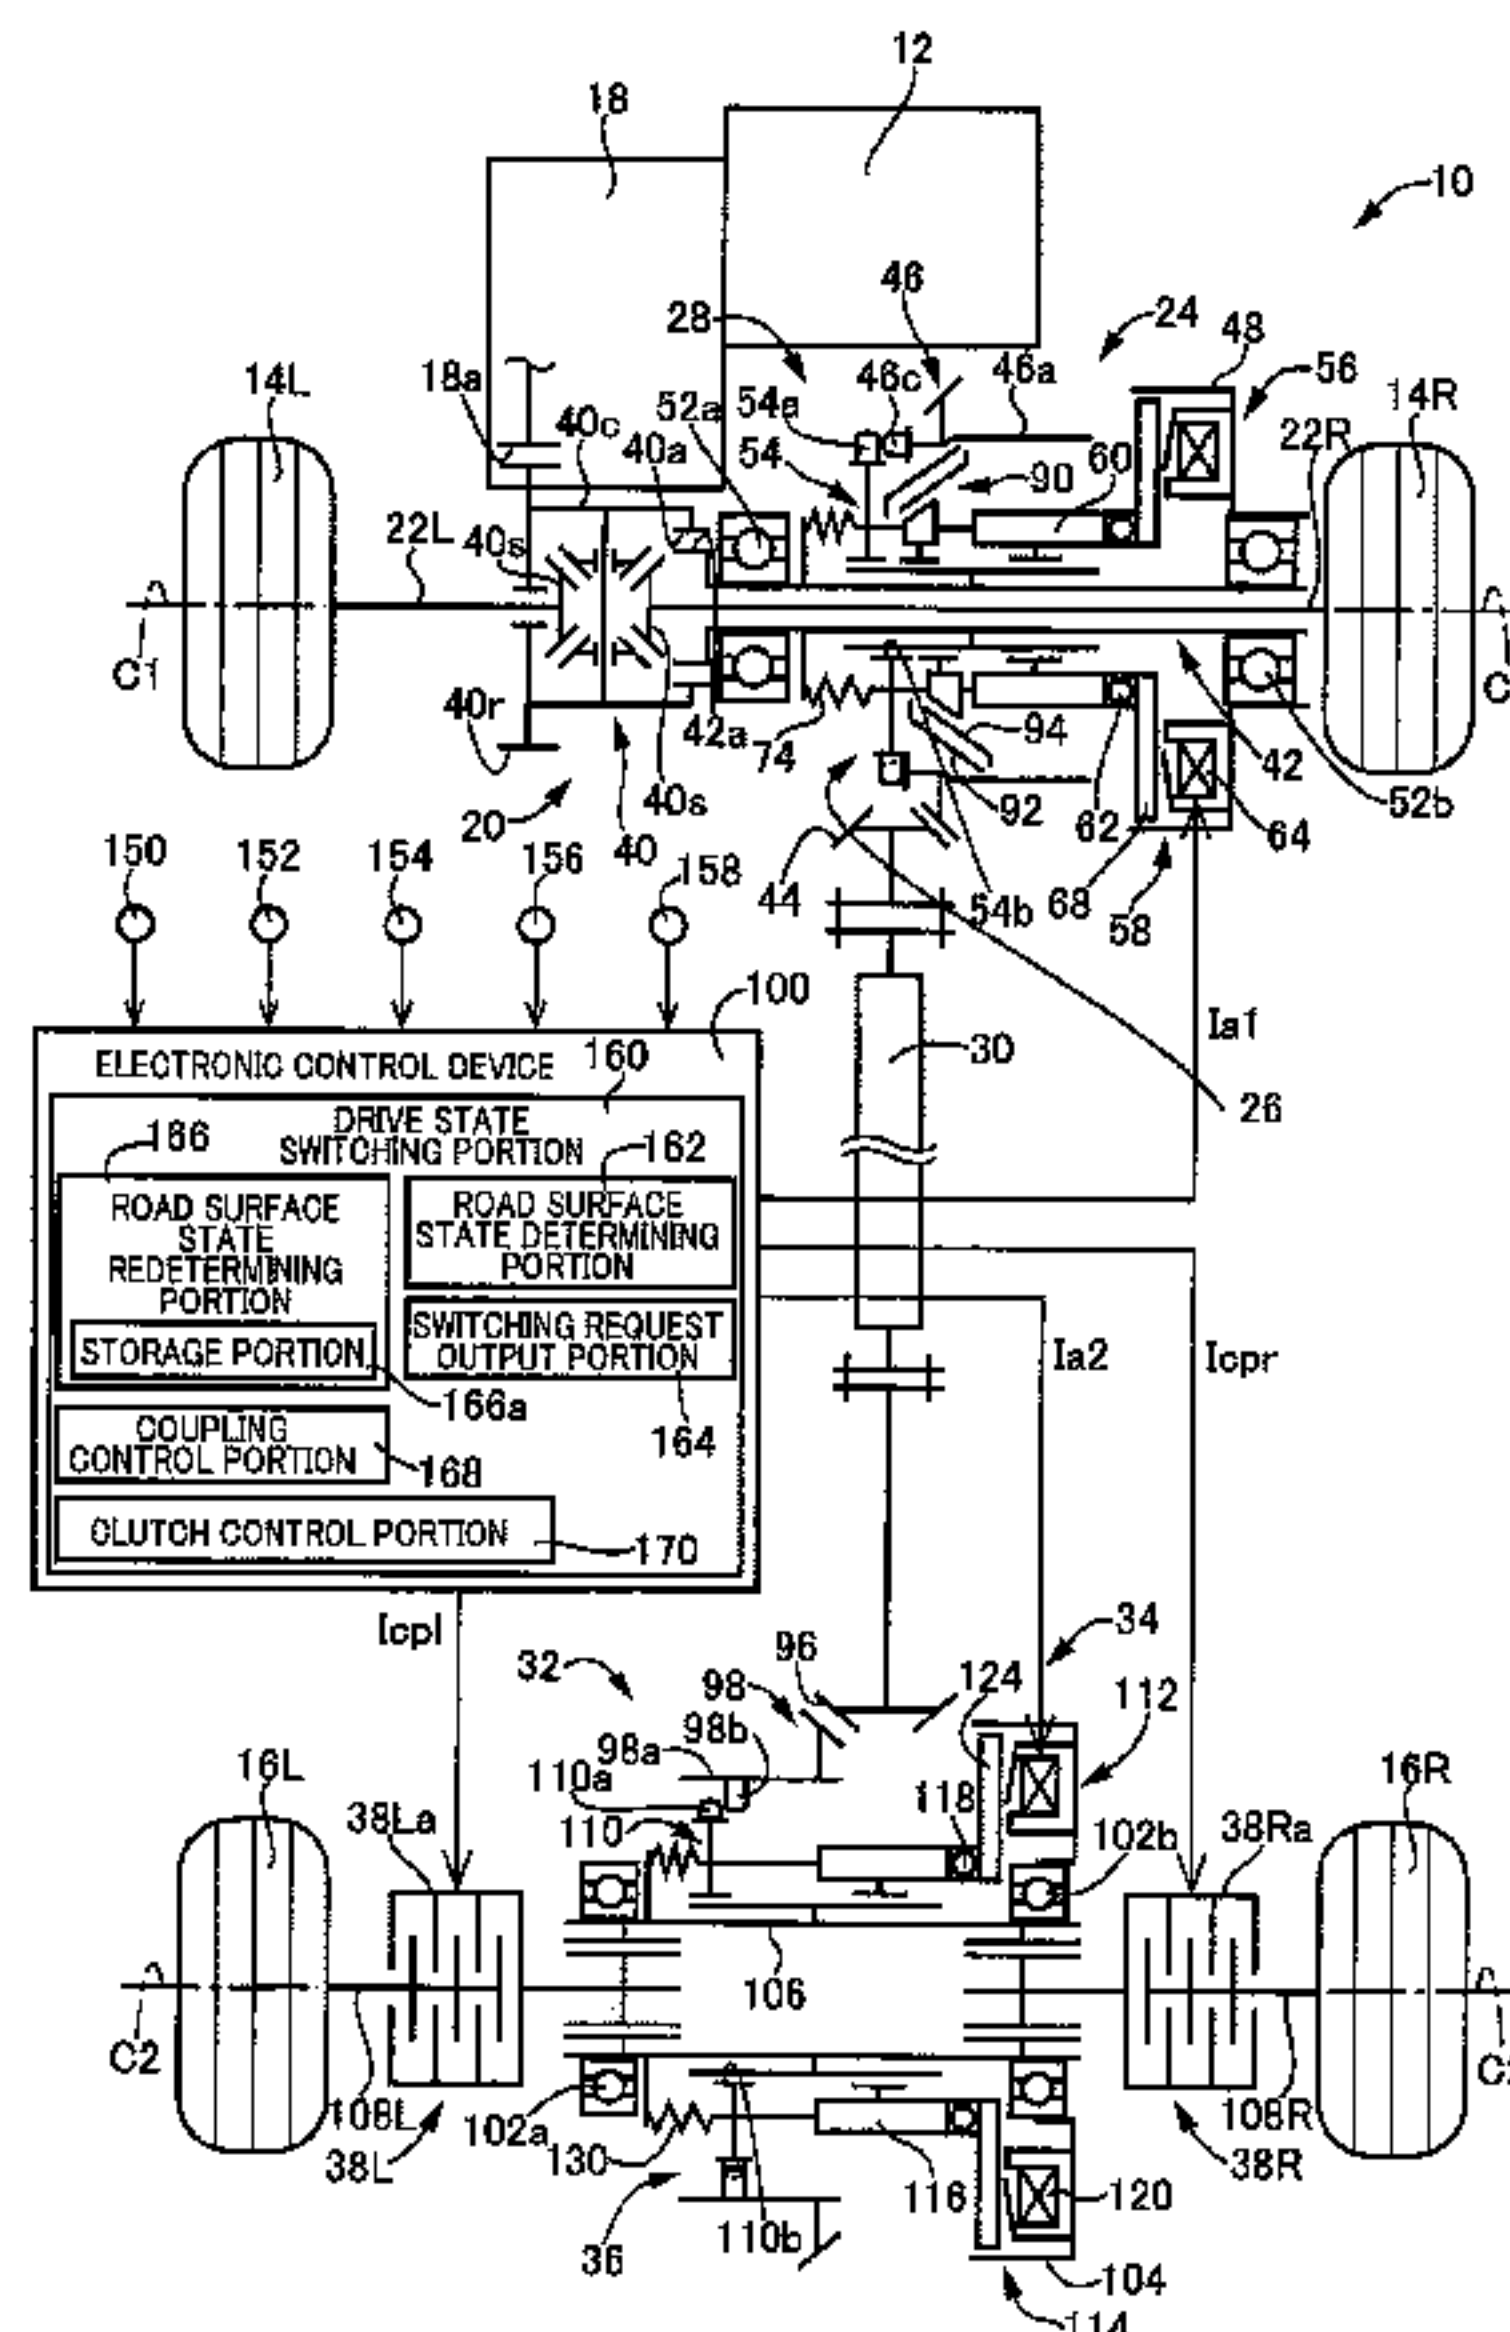 12
18
10
46
28
24
48
46c
46a
56
14L
18a
54a
14R
52a
40c
22R
40a
54
60
90
22L
40s
C1
40r
42a
74
94
42
40s
92
62
52b
20
40
64
150
152
154
156
158
44
54b
68
58
100
30
Ia1
ELECTRONIC CONTROL DEVICE
160
26
DRIVE STATE
SWITCHING PORTION
166
162
ROAD SURFACE
STATE
REDETERMINING
PORTION
ROAD SURFACE
STATE DETERMINING
PORTION
STORAGE PORTION
SWITCHING REQUEST
OUTPUT PORTION
Ia2
Icpr
166a
164
COUPLING
CONTROL PORTION
168
CLUTCH CONTROL PORTION
170
Icpl
34
96
32
124
98
112
98b
98a
110a
16L
16R
38La
118
110
102b
38Ra
106
C2
108L
102a
130
108R
38L
38R
116
120
36
110b
104
114